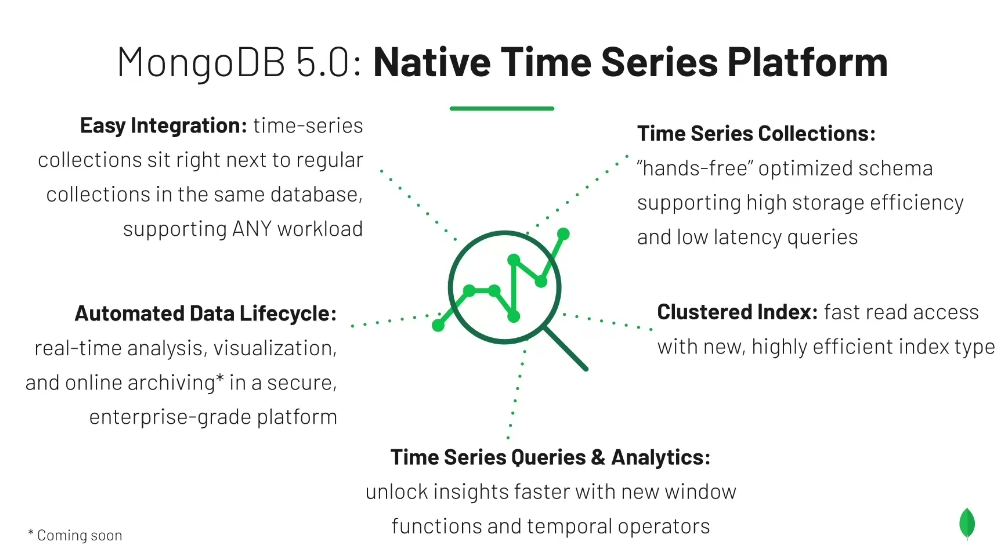 MongoDB 5.0: Native Time Series Platform
Easy Integration: time-series
collections sit right next to regular
collections in the same database,
supporting ANY workload
Time Series Collections:
“hands-free” optimized schema
supporting high storage efficiency
and low latency queries
Automated Data Lifecycle:
real-time analysis, visualization,
and online archiving* in a secure,
enterprise-grade platform
Clustered Index: fast read access
with new, highly efficient index type
Time Series Queries & Analytics:
unlock insights faster with new window
functions and temporal operators
* Coming soon